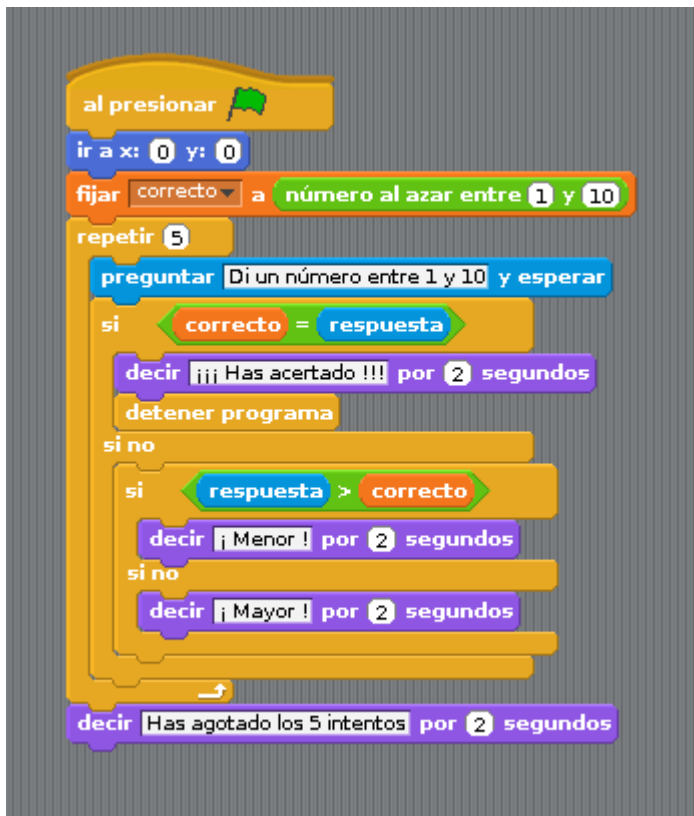 al presionar
ir a x: 0 y: 0
fijar correcto a número al azar entre 1 y 10
repetir 5
preguntar Di un número entre 1 y 10 y esperar
si correcto = respuesta
decir ¡¡¡ Has acertado !!! por 2 segundos
detener programa
si no
si respuesta > correcto
decir ¡ Menor ! por 2 segundos
si no
decir ¡ Mayor ! por 2 segundos
decir Has agotado los 5 intentos por 2 segundos